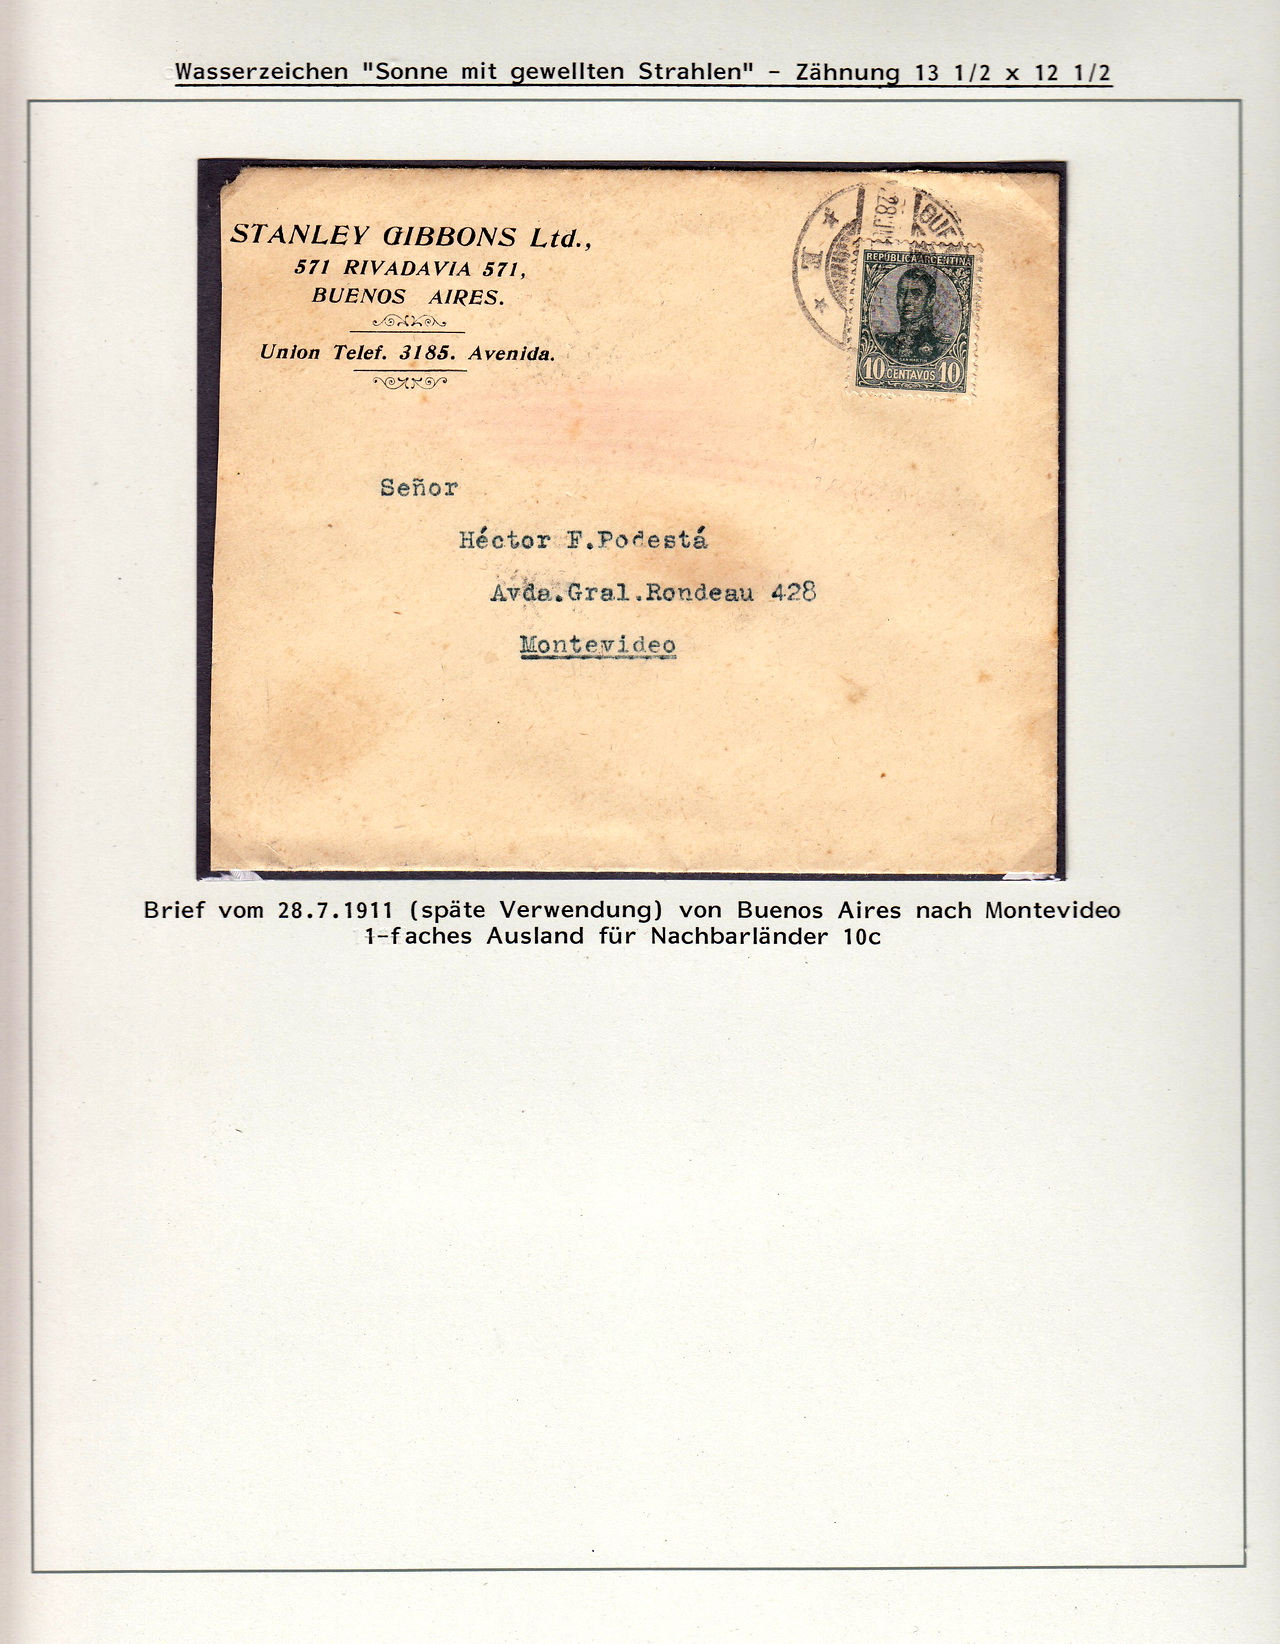 Wasserzeichen "Sonne mit gewellten Strahlen" - Zähnung 13 1/2 x 12 1/2
STANLEY GIBBONS Ltd.,
571 RIVADAVIA 571,
BUENOS AIRES.
Union Telef. 3185. Avenida.
REPUBLICA ARGENTINA
SAN MARTIN
10 CENTAVOS 10
Señor
Héctor F.Podestá
Avda.Gral.Rondeau 428
Montevideo
Brief vom 28.7.1911 (späte Verwendung) von Buenos Aires nach Montevideo
1-faches Ausland für Nachbarländer 10c